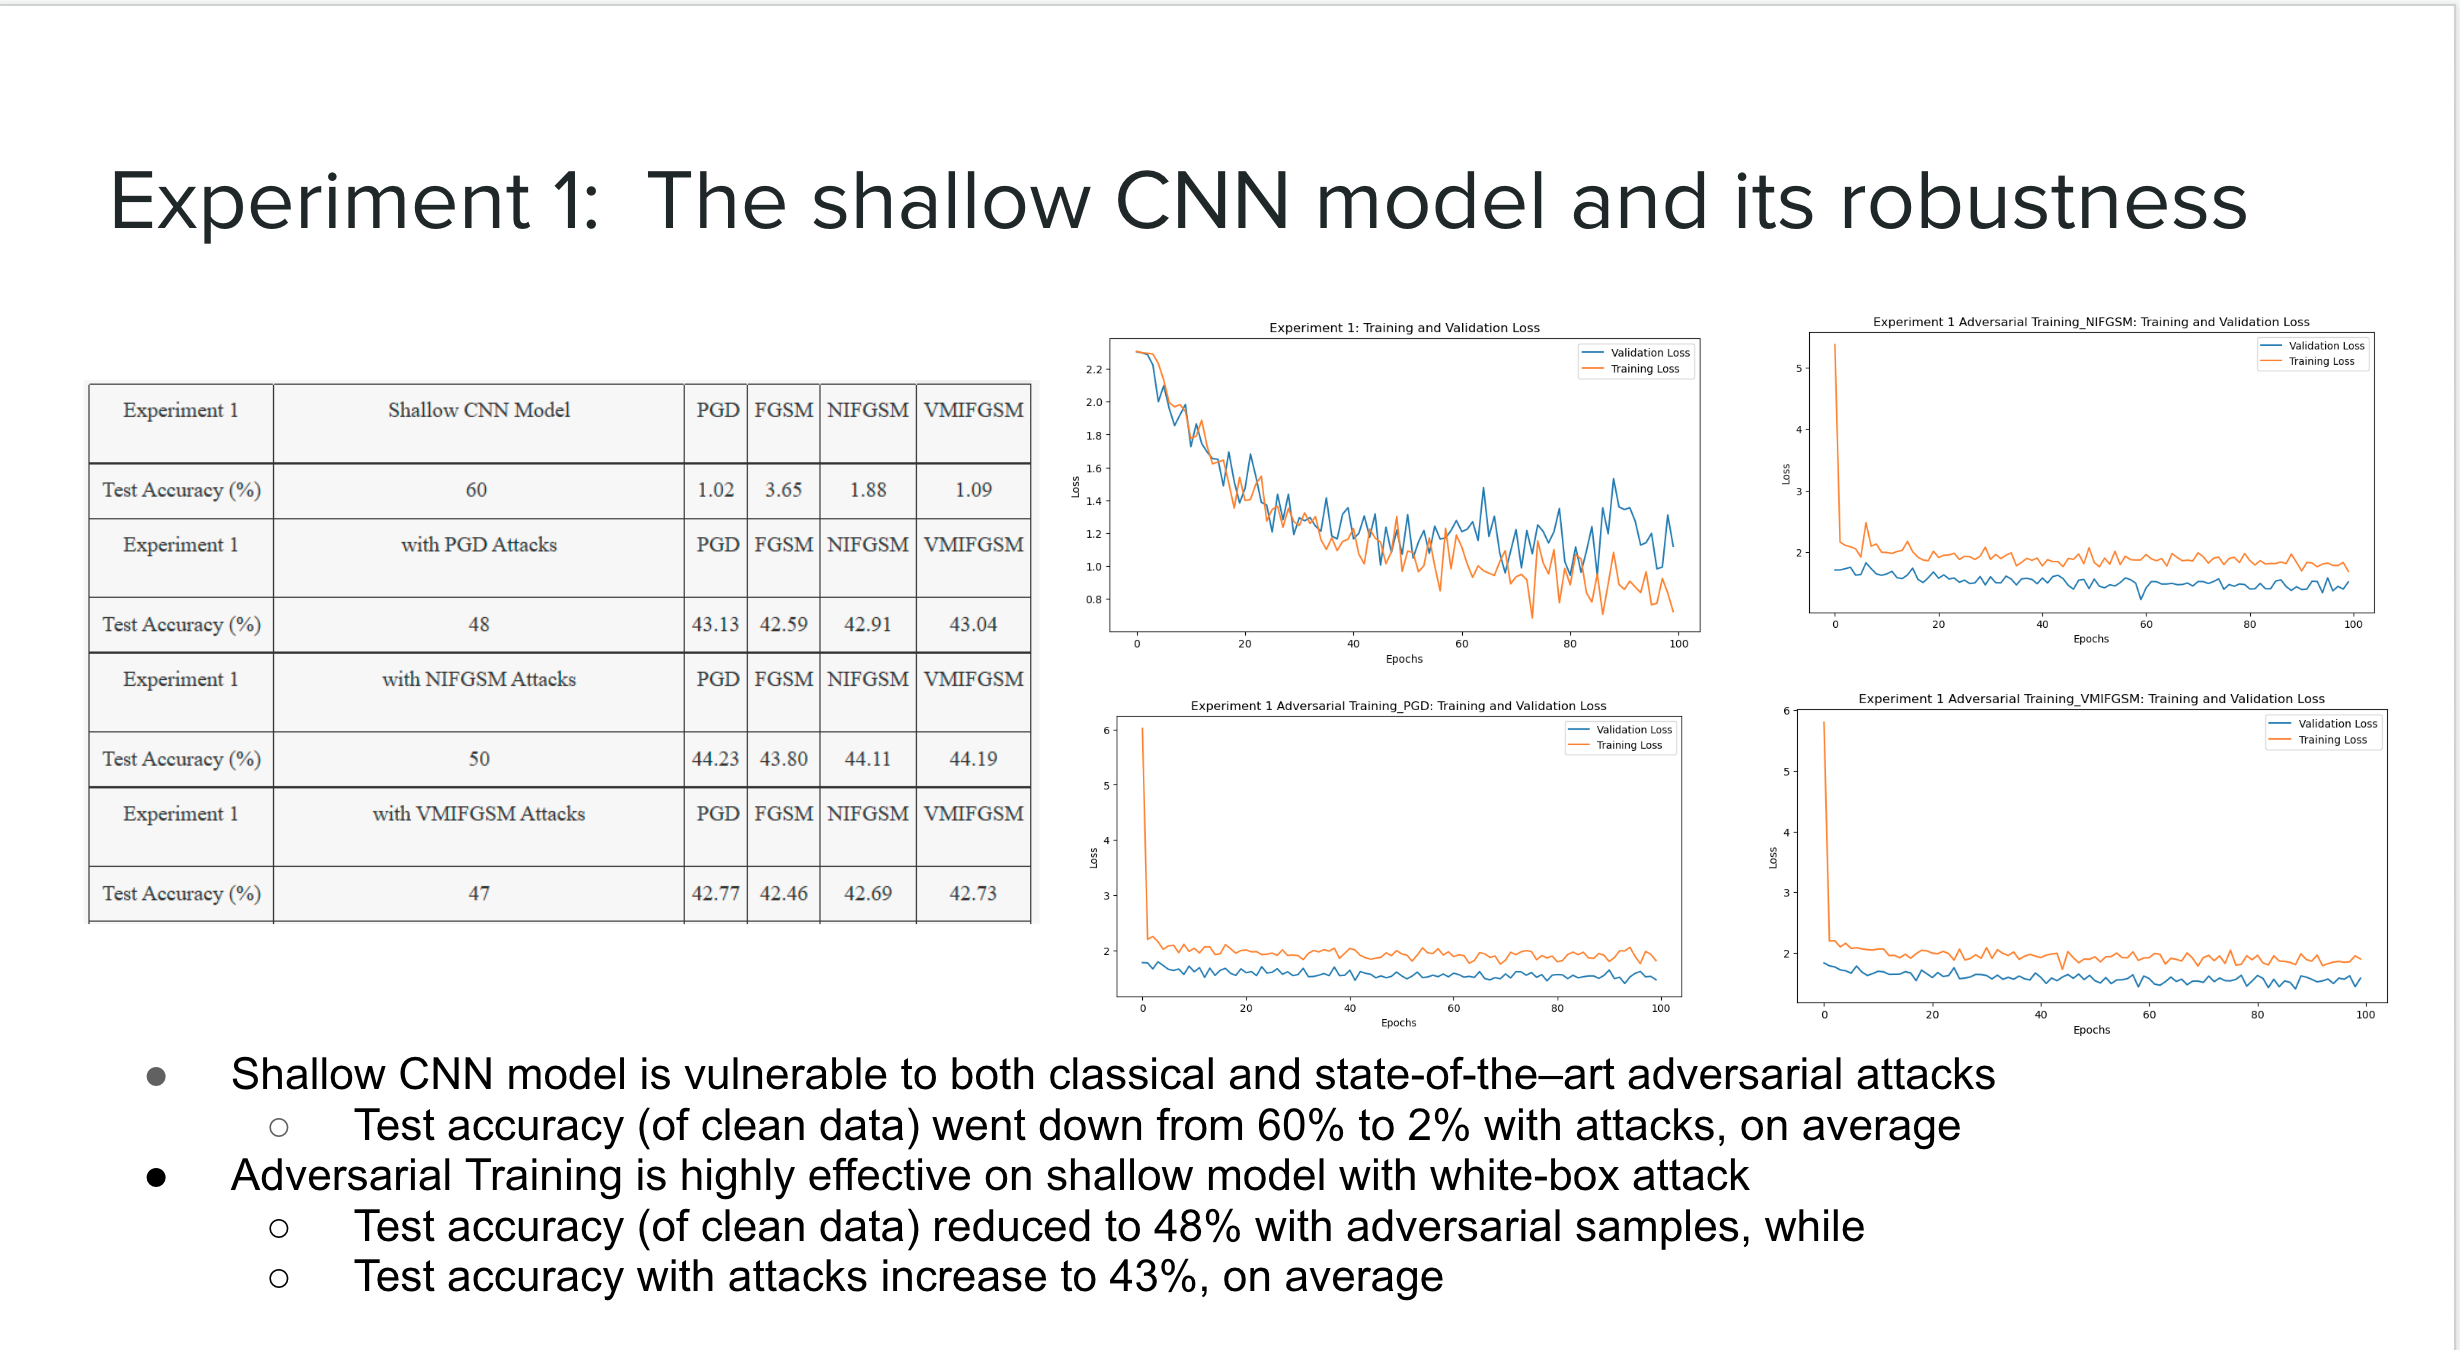 Experiment 1:  The shallow CNN model and its robustness
Experiment 1 Shallow CNN Model PGD FGSM NIFGSM VMIFGSM
Test Accuracy (%) 60 1.02 3.65 1.88 1.09
Experiment 1 with PGD Attacks PGD FGSM NIFGSM VMIFGSM
Test Accuracy (%) 48 43.13 42.59 42.91 43.04
Experiment 1 with NIFGSM Attacks PGD FGSM NIFGSM VMIFGSM
Test Accuracy (%) 50 44.23 43.80 44.11 44.19
Experiment 1 with VMIFGSM Attacks PGD FGSM NIFGSM VMIFGSM
Test Accuracy (%) 47 42.77 42.46 42.69 42.73
Experiment 1: Training and Validation Loss
Validation Loss
Training Loss
Loss
2.2
2.0
1.8
1.6
1.4
1.2
1.0
0.8
0 20 40 60 80 100
Epochs
Experiment 1 Adversarial Training_NIFGSM: Training and Validation Loss
Validation Loss
Training Loss
Loss
5
4
3
2
0 20 40 60 80 100
Epochs
Experiment 1 Adversarial Training_PGD: Training and Validation Loss
Validation Loss
Training Loss
Loss
6
5
4
3
2
0 20 40 60 80 100
Epochs
Experiment 1 Adversarial Training_VMIFGSM: Training and Validation Loss
Validation Loss
Training Loss
Loss
6
5
4
3
2
0 20 40 60 80 100
Epochs
● Shallow CNN model is vulnerable to both classical and state-of-the–art adversarial attacks
○ Test accuracy (of clean data) went down from 60% to 2% with attacks, on average
● Adversarial Training is highly effective on shallow model with white-box attack
○ Test accuracy (of clean data) reduced to 48% with adversarial samples, while
○ Test accuracy with attacks increase to 43%, on average